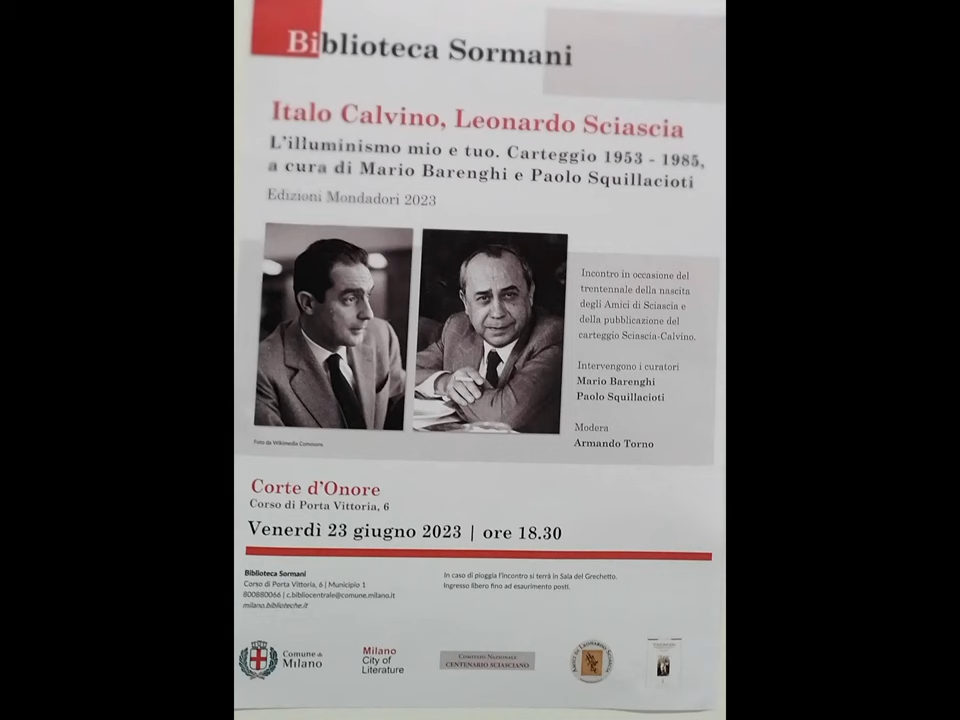 Biblioteca Sormani
Italo Calvino, Leonardo Sciascia
L'illuminismo mio e tuo. Carteggio 1953 - 1985,
a cura di Mario Barenghi e Paolo Squillacioti
Edizioni Mondadori 2023
Incontro in occasione del
trentennale della nascita
degli Amici di Sciascia e
della pubblicazione del
carteggio Sciascia-Calvino.
Intervengono i curatori
Mario Barenghi
Paolo Squillacioti
Modera
Armando Torno
Foto da Wikimedia Commons
Corte d'Onore
Corso di Porta Vittoria, 6
Venerdì 23 giugno 2023 | ore 18.30
Biblioteca Sormani
Corso di Porta Vittoria, 6 | Municipio 1
800880066 | c.bibliocentrale@comune.milano.it
milano.biblioteche.it
In caso di pioggia l'incontro si terrà in Sala del Grechetto.
Ingresso libero fino ad esaurimento posti.
Comune di
Milano
Milano
City of
Literature
Comitato Nazionale
CENTENARIO SCIASCIANO
Amici di Leonardo Sciascia